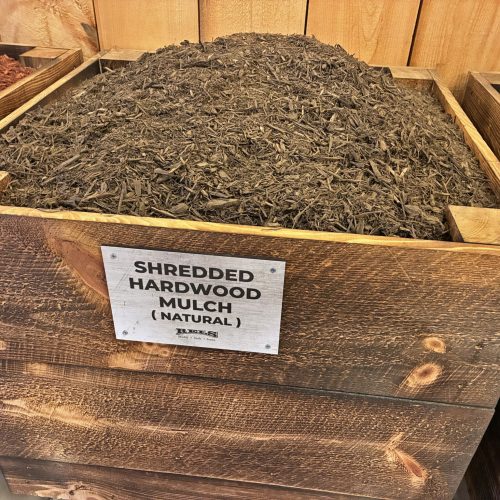 SHREDDED
HARDWOOD
MULCH
( NATURAL )